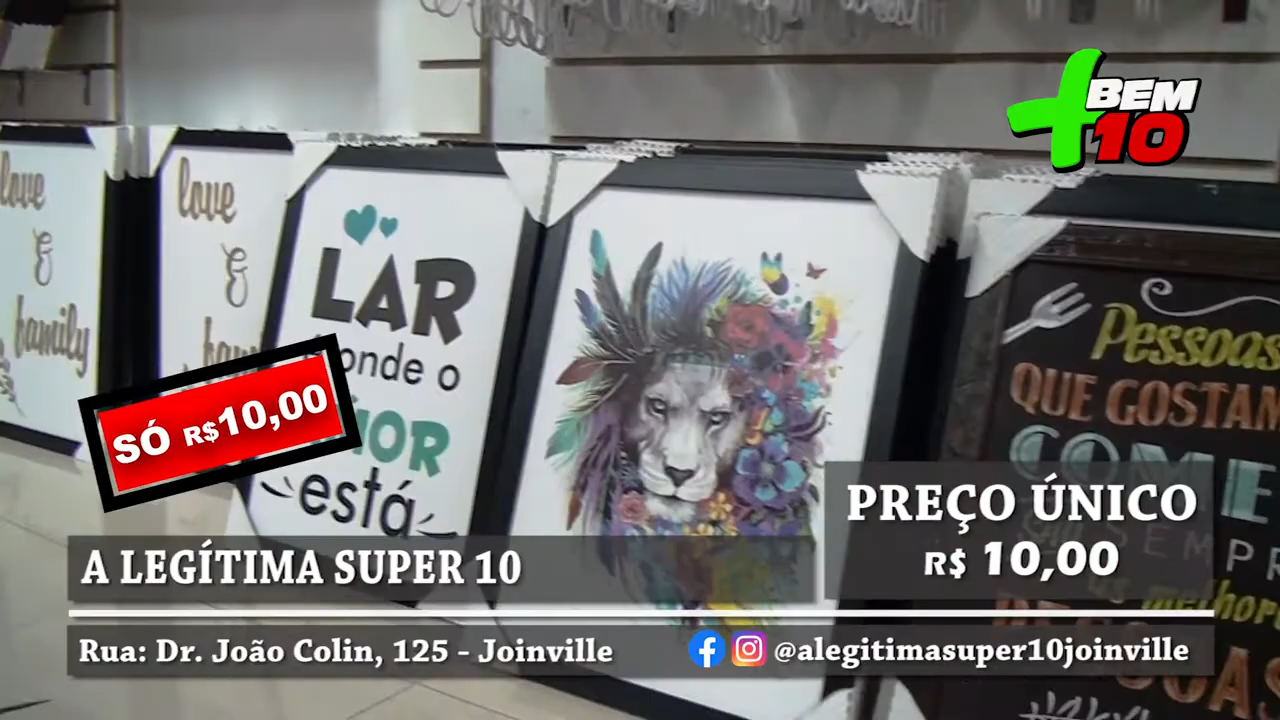 +BEM
10
love
&
family
love
&
LAR
onde o
está
Pessoas
QUE GOSTAM
SÓ R$10,00
PREÇO ÚNICO
R$ 10,00
A LEGÍTIMA SUPER 10
Rua: Dr. João Colin, 125 - Joinville
@alegitimasuper10joinville